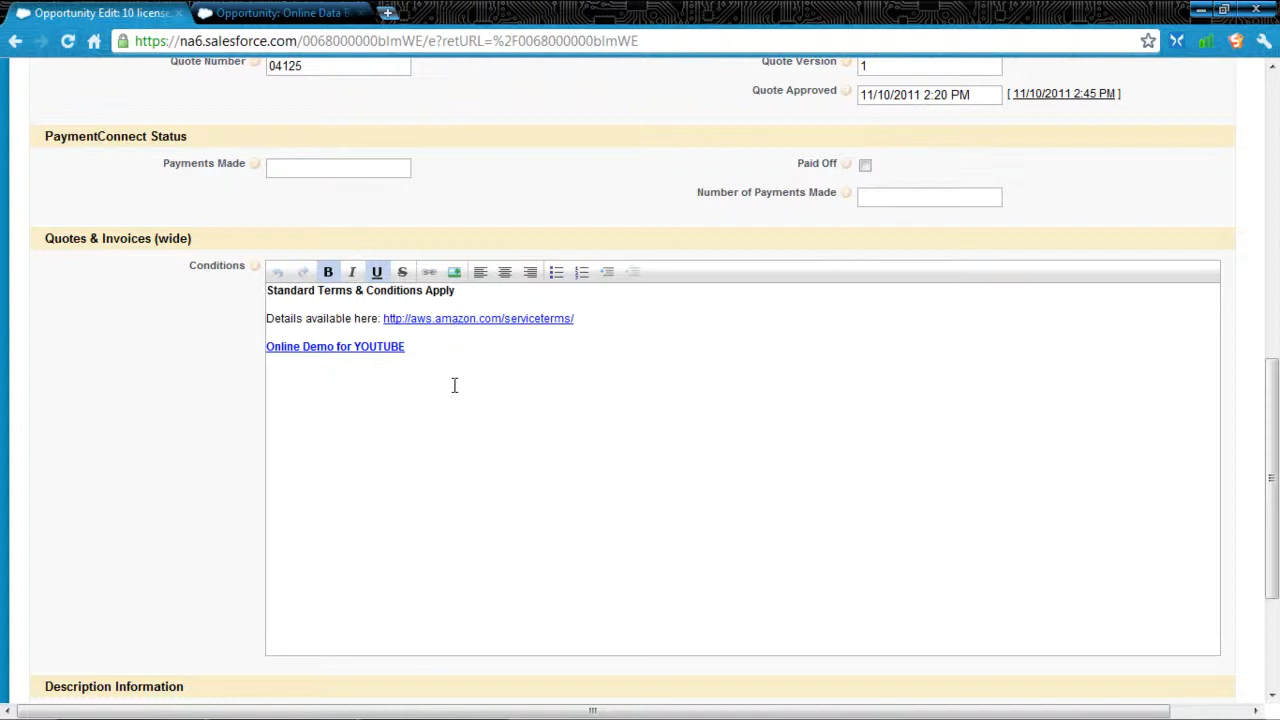 Opportunity Edit: 10 license
Opportunity: Online Data
https://na6.salesforce.com/0068000000bImWE/e?retURL=%2F0068000000bImWE
Quote Number 04125 Quote Version 1
Quote Approved 11/10/2011 2:20 PM [ 11/10/2011 2:45 PM ]
PaymentConnect Status
Payments Made Paid Off
Number of Payments Made
Quotes & Invoices (wide)
Conditions B I U S
Standard Terms & Conditions Apply
Details available here: http://aws.amazon.com/serviceterms/
Online Demo for YOUTUBE
Description Information